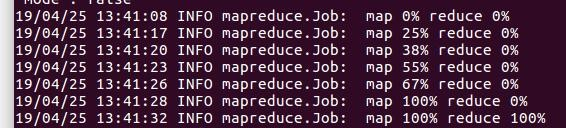 mode : false
19/04/25 13:41:08 INFO mapreduce.Job:  map 0% reduce 0%
19/04/25 13:41:17 INFO mapreduce.Job:  map 25% reduce 0%
19/04/25 13:41:20 INFO mapreduce.Job:  map 38% reduce 0%
19/04/25 13:41:23 INFO mapreduce.Job:  map 55% reduce 0%
19/04/25 13:41:26 INFO mapreduce.Job:  map 67% reduce 0%
19/04/25 13:41:28 INFO mapreduce.Job:  map 100% reduce 0%
19/04/25 13:41:32 INFO mapreduce.Job:  map 100% reduce 100%